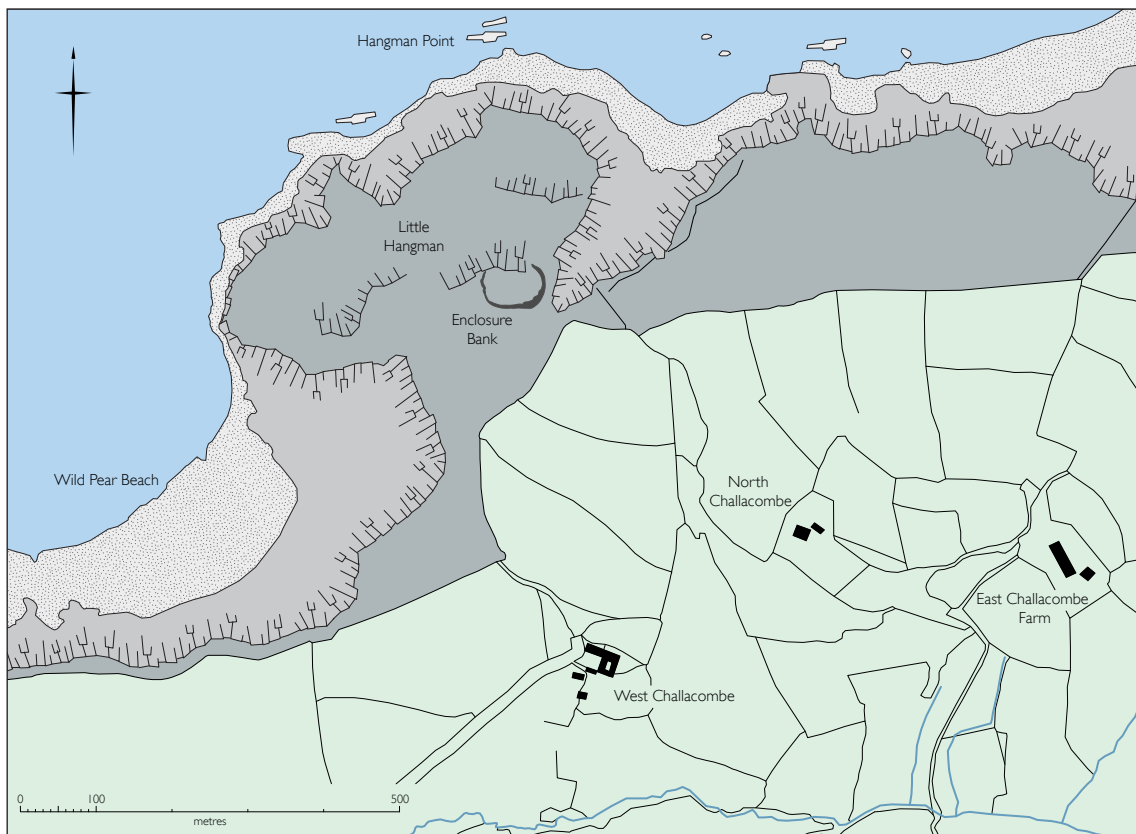 Hangman Point
Little
Hangman
Enclosure
Bank
Wild Pear Beach
North
Challacombe
East Challacombe
Farm
West Challacombe
0 100 500
metres